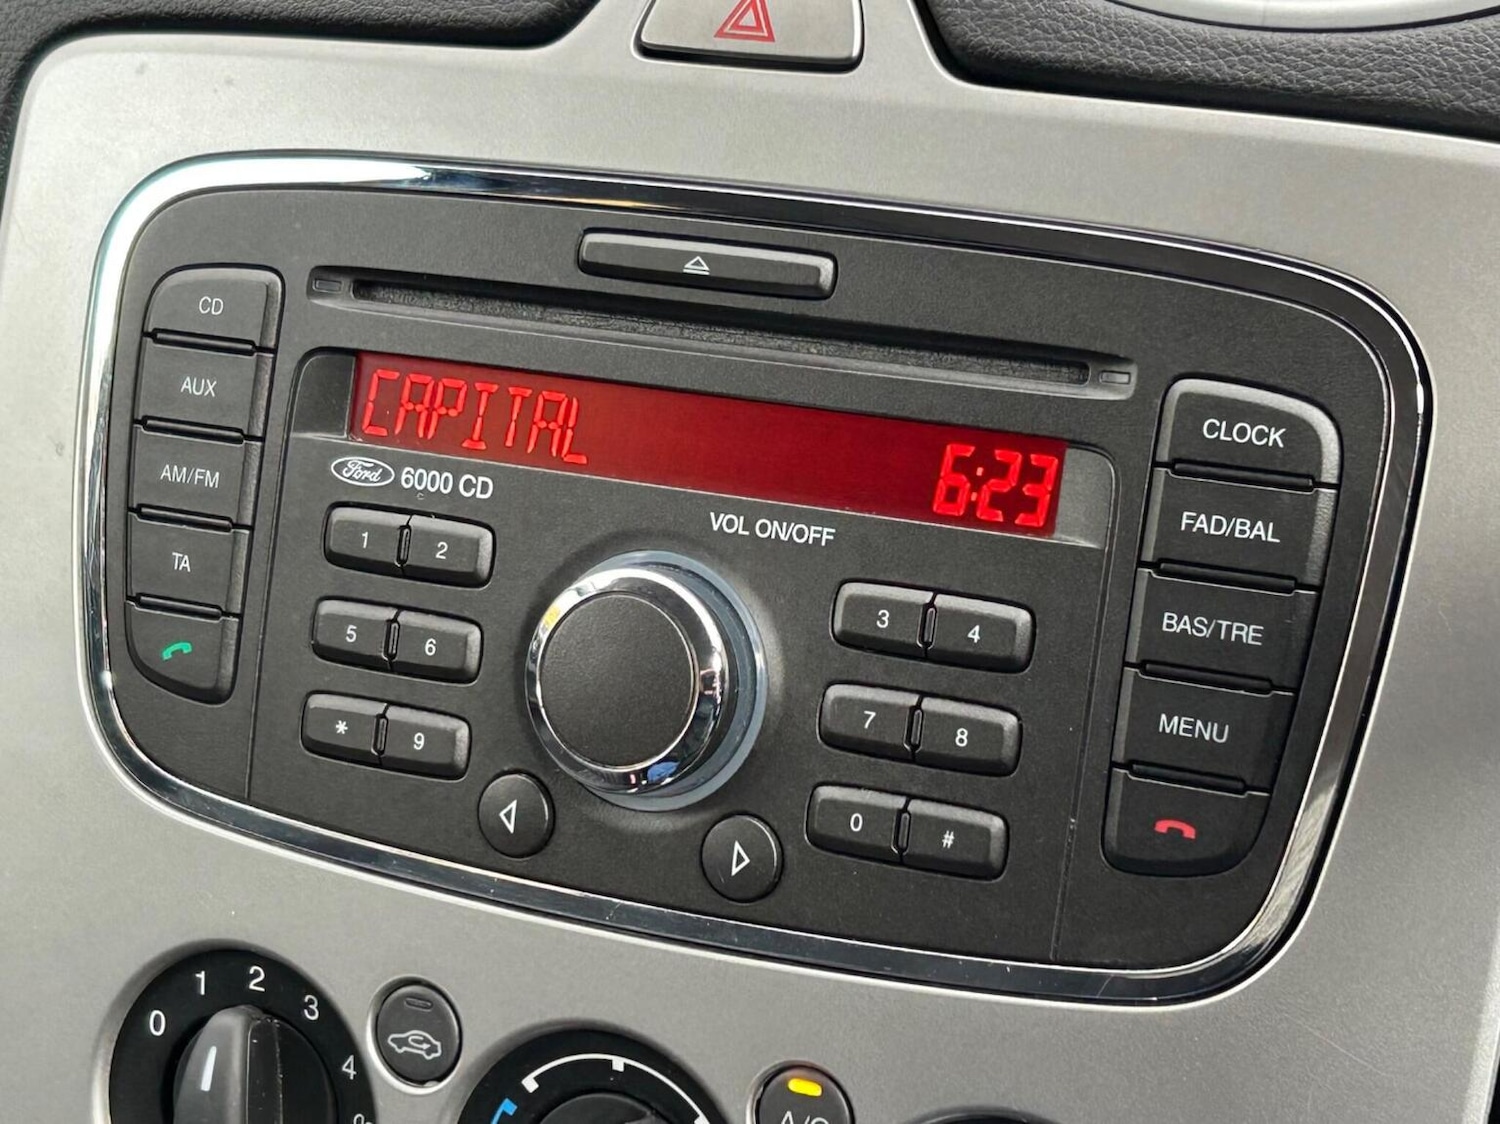 CD
AUX
AM/FM
TA
CAPITAL 6:23
Ford 6000 CD
VOL ON/OFF
1 2
5 6
* 9
3 4
7 8
0 #
CLOCK
FAD/BAL
BAS/TRE
MENU
0 1 2 3 4
A/C